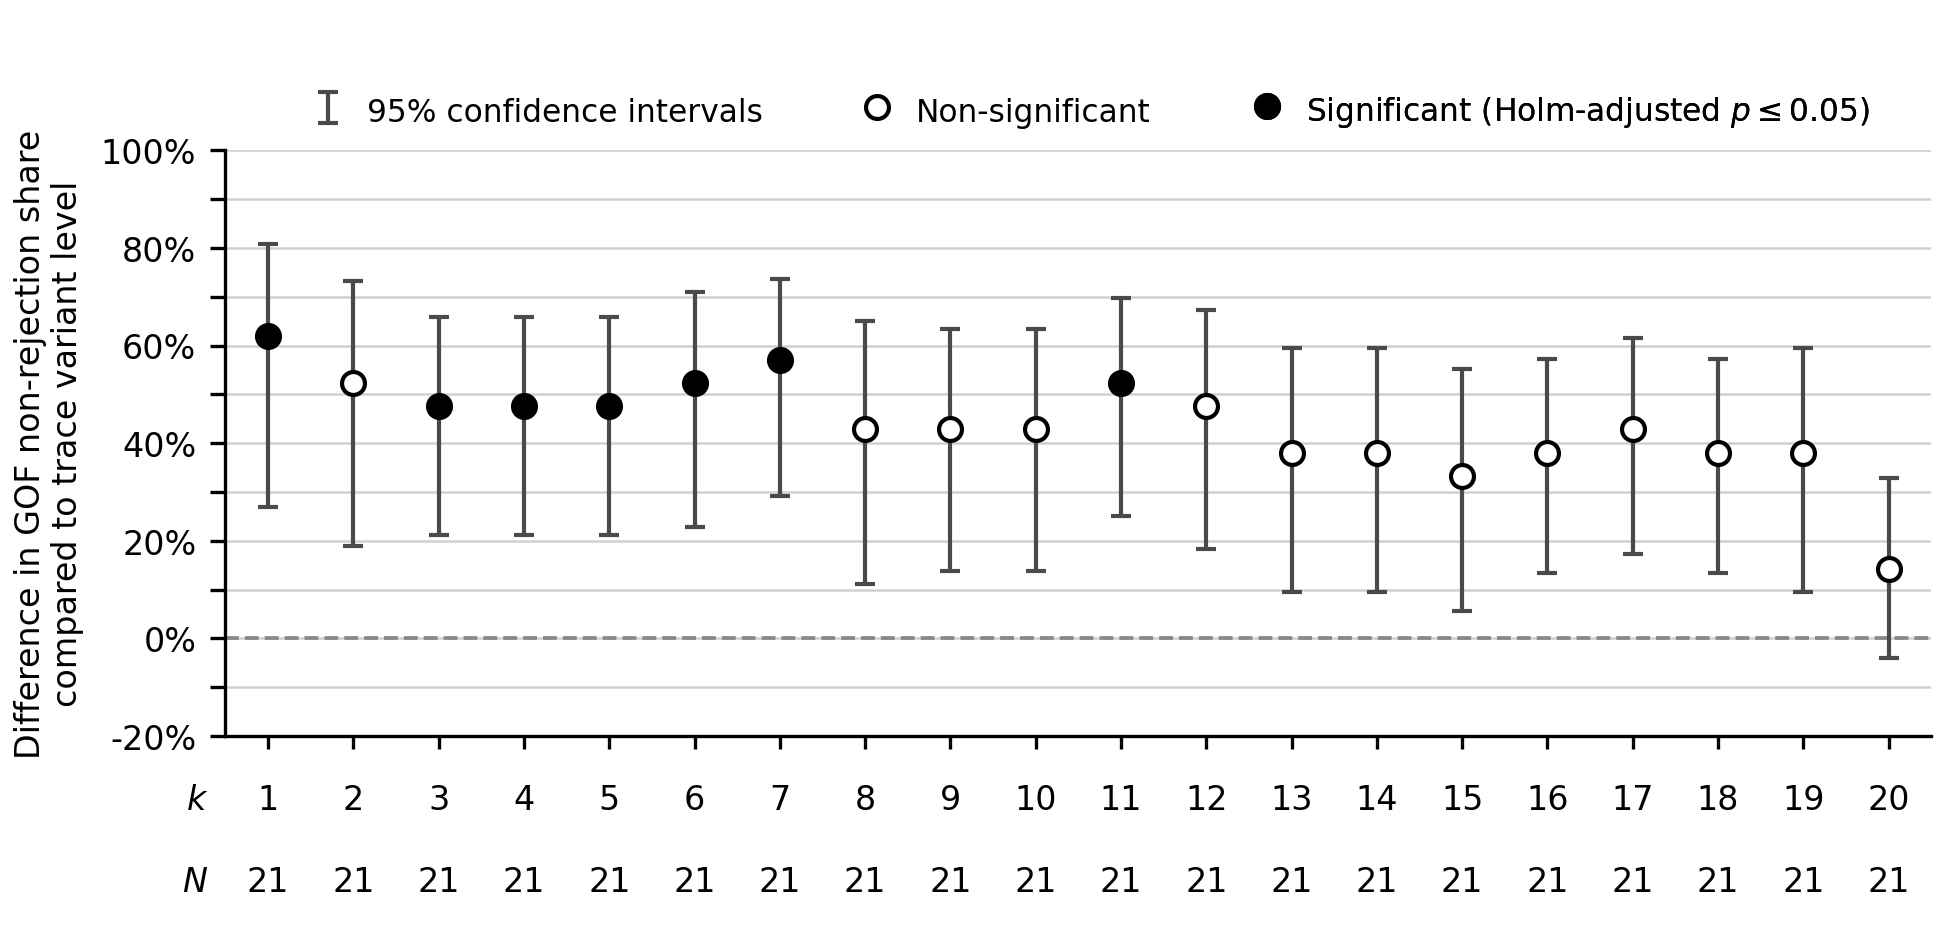 95% confidence intervals Non-significant Significant (Holm-adjusted p ≤ 0.05)
Difference in GOF non-rejection share
compared to trace variant level
100%
80%
60%
40%
20%
0%
-20%
k 1 2 3 4 5 6 7 8 9 10 11 12 13 14 15 16 17 18 19 20
N 21 21 21 21 21 21 21 21 21 21 21 21 21 21 21 21 21 21 21 21